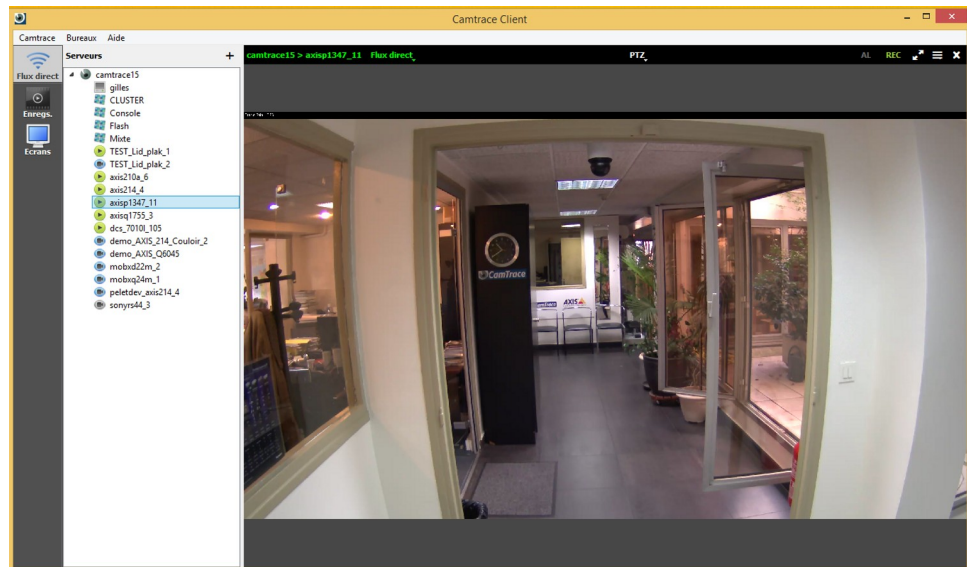 Camtrace Client
Camtrace Bureaux Aide
Flux direct
Enregs.
Ecrans
Serveurs +
camtrace15
gilles
CLUSTER
Console
Flash
Mixte
TEST_Lid_plak_1
TEST_Lid_plak_2
axis210a_6
axis214_4
axisp1347_11
axisq1755_3
dcs_7010l_105
demo_AXIS_214_Couloir_2
demo_AXIS_Q6045
mobxd22m_2
mobxq24m_1
peletdev_axis214_4
sonyrs44_3
camtrace15 > axisp1347_11 Flux direct PTZ AL REC
CamTrace
AXIS